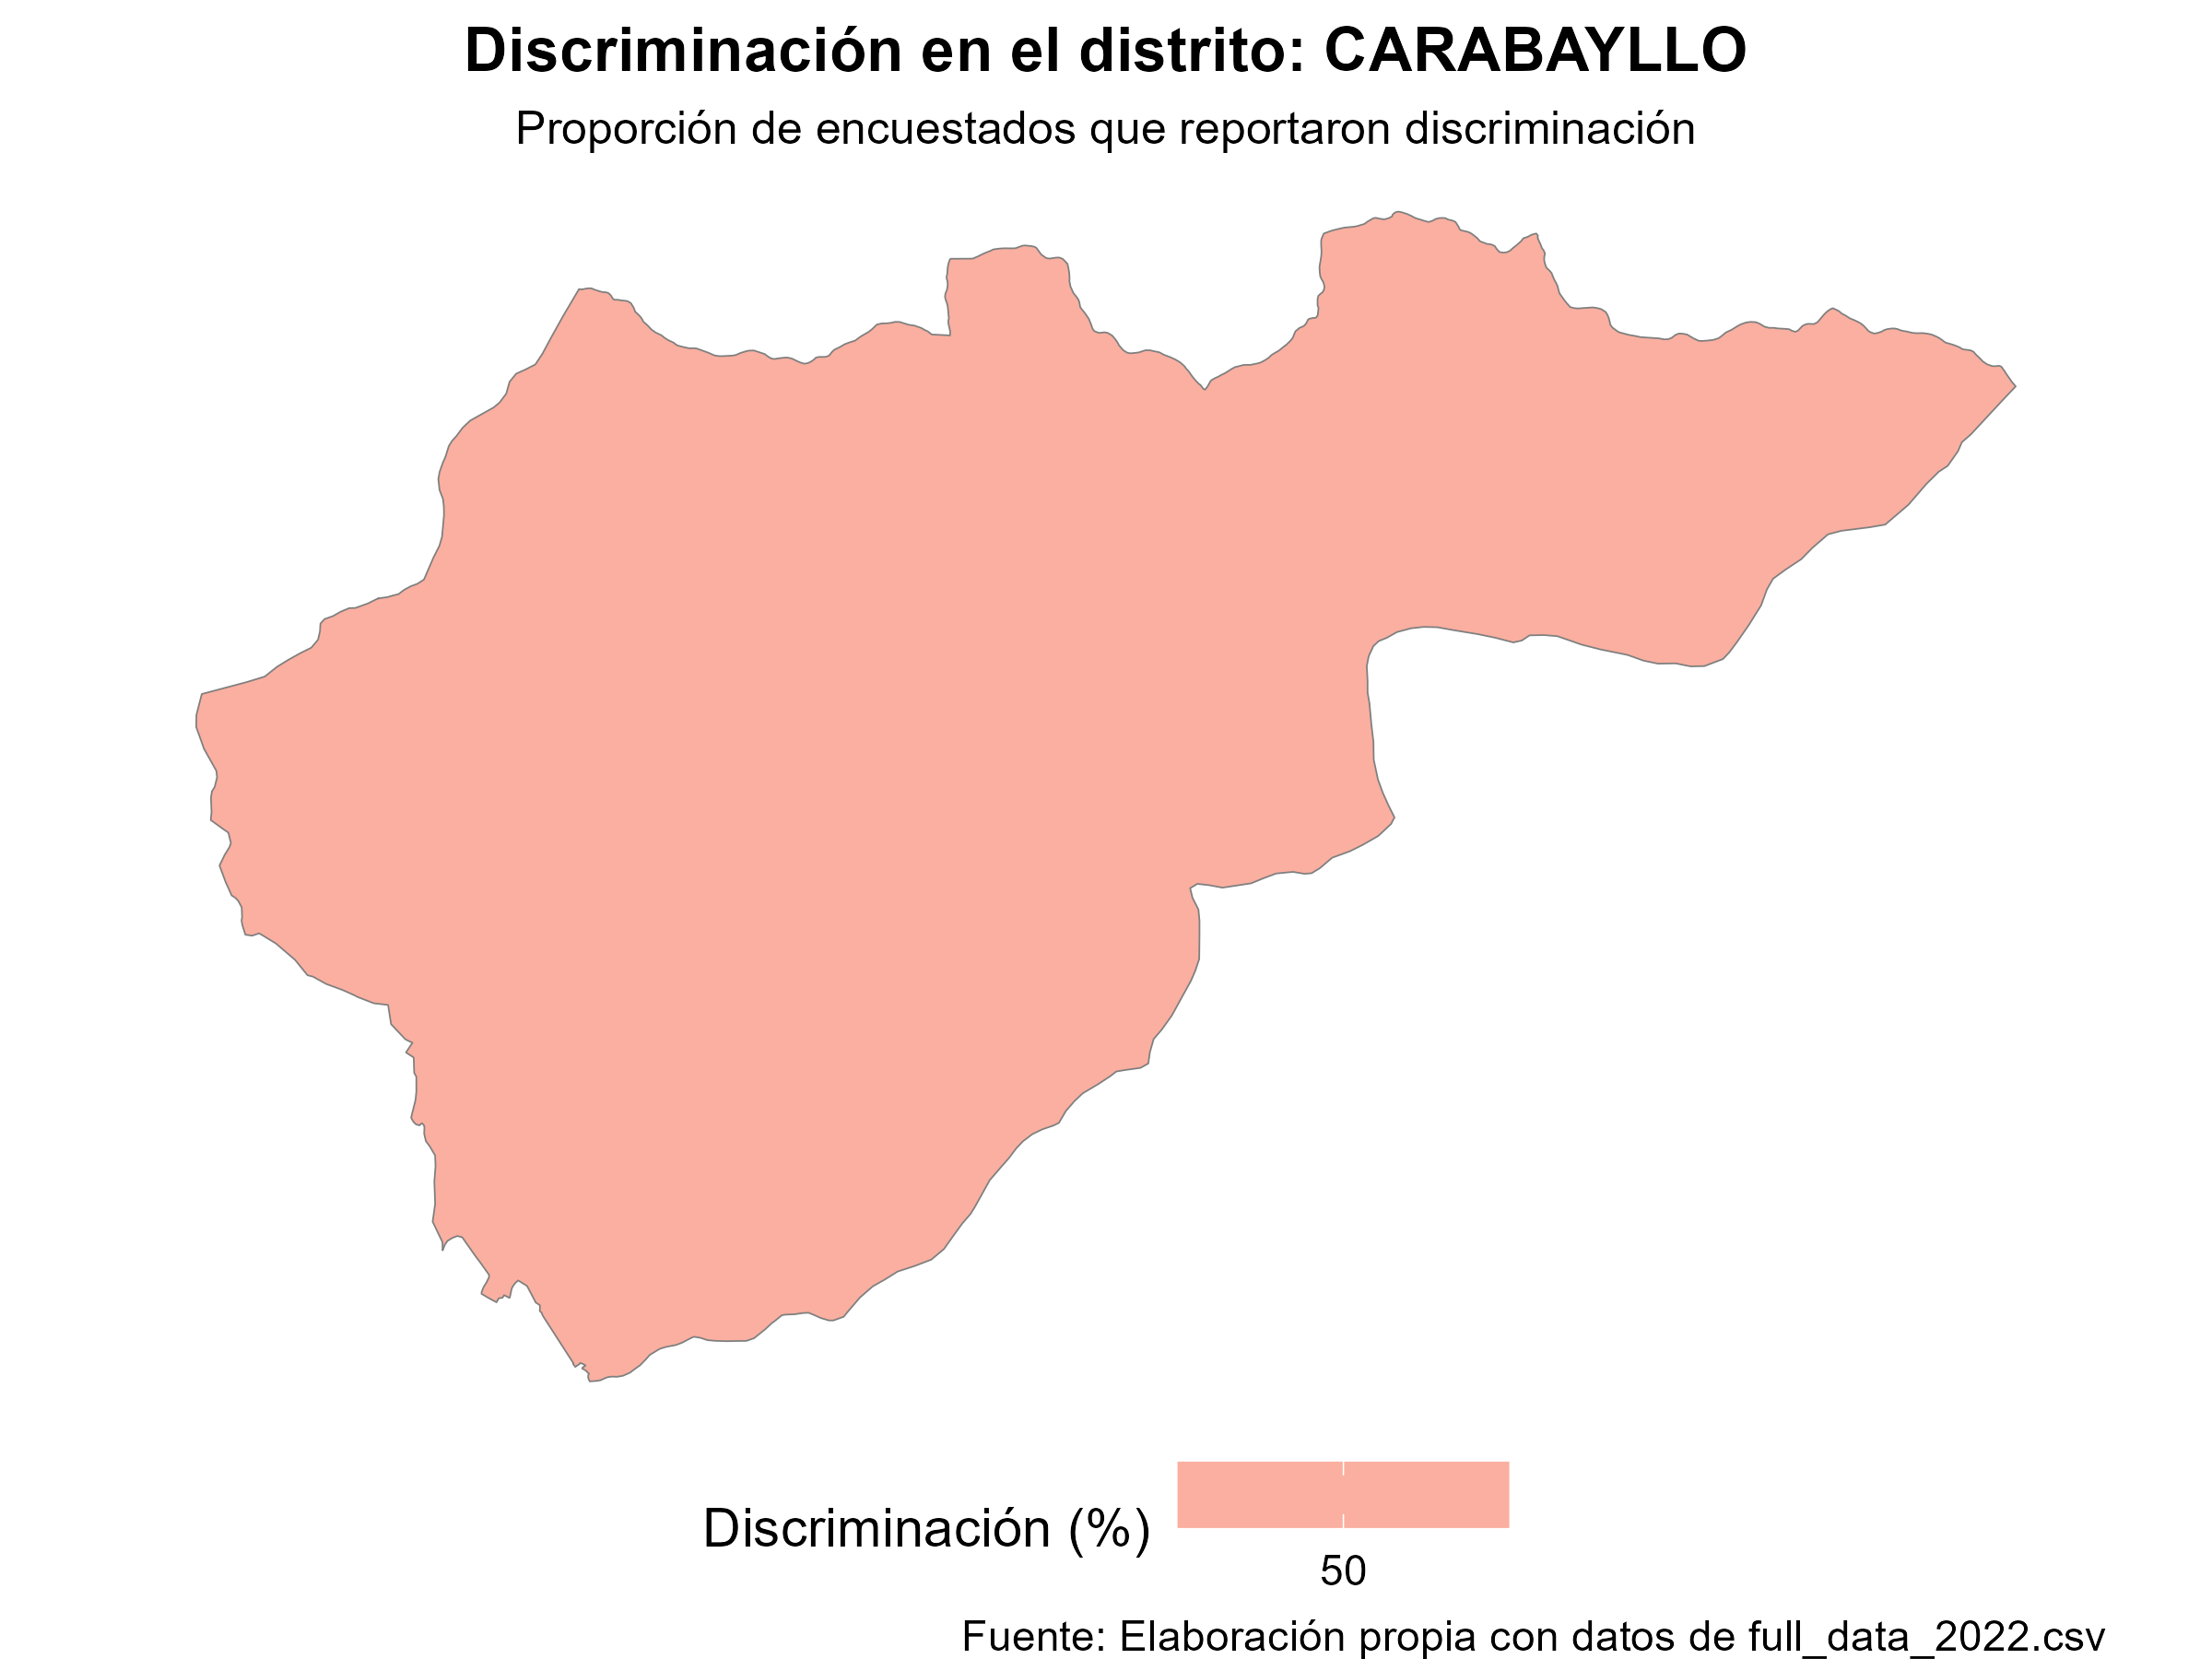 Discriminación en el distrito: CARABAYLLO
Proporción de encuestados que reportaron discriminación
Discriminación (%)
50
Fuente: Elaboración propia con datos de full_data_2022.csv